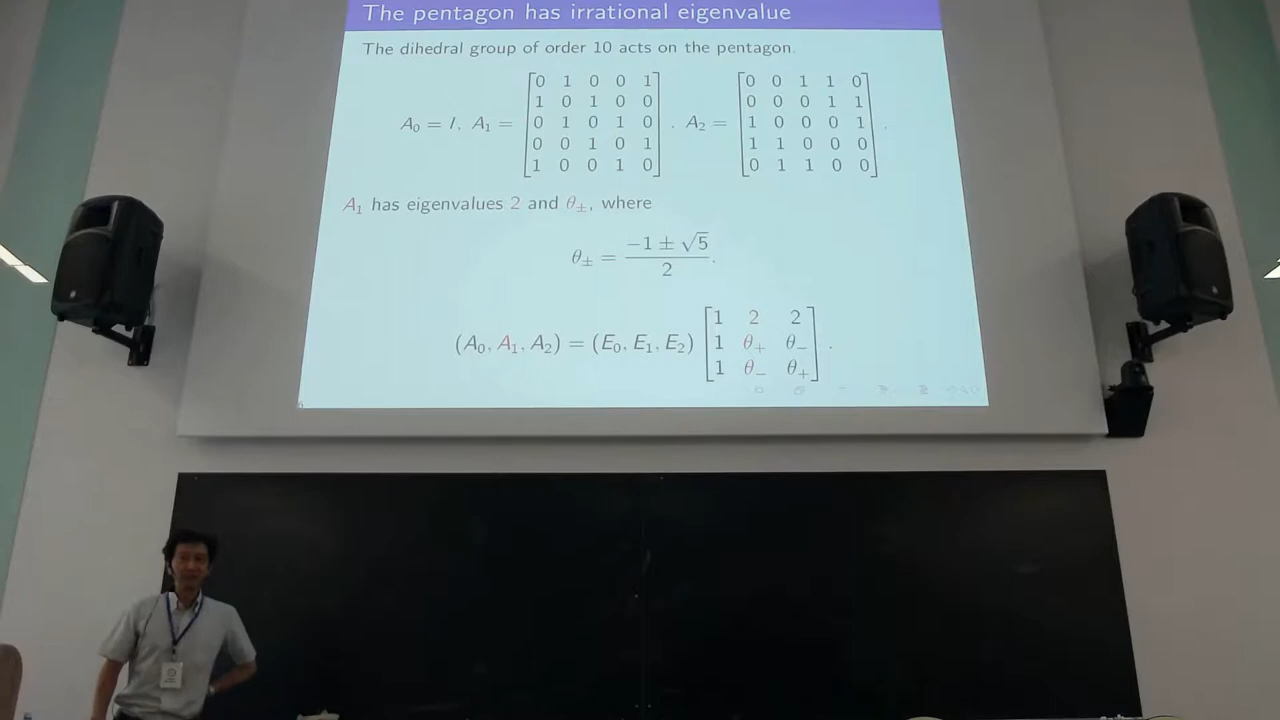 The pentagon has irrational eigenvalue
The dihedral group of order 10 acts on the pentagon.
A₀ = I, A₁ = [0 1 0 0 1; 1 0 1 0 0; 0 1 0 1 0; 0 0 1 0 1; 1 0 0 1 0], A₂ = [0 0 1 1 0; 0 0 0 1 1; 1 0 0 0 1; 1 1 0 0 0; 0 1 1 0 0].
A₁ has eigenvalues 2 and θ±, where
θ± = (−1 ± √5)/2.
(A₀, A₁, A₂) = (E₀, E₁, E₂) [1 2 2; 1 θ₊ θ₋; 1 θ₋ θ₊].